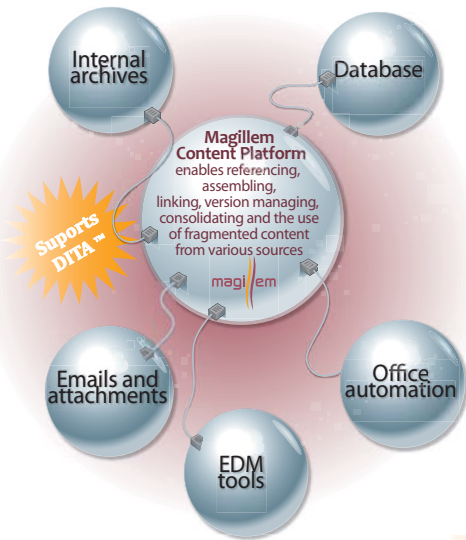 Internal
archives
Database
Magillem
Content Platform
enables referencing,
assembling,
linking, version managing,
consolidating and the use
of fragmented content
from various sources
magillem
Suports
DITA ™
Emails and
attachments
Office
automation
EDM
tools